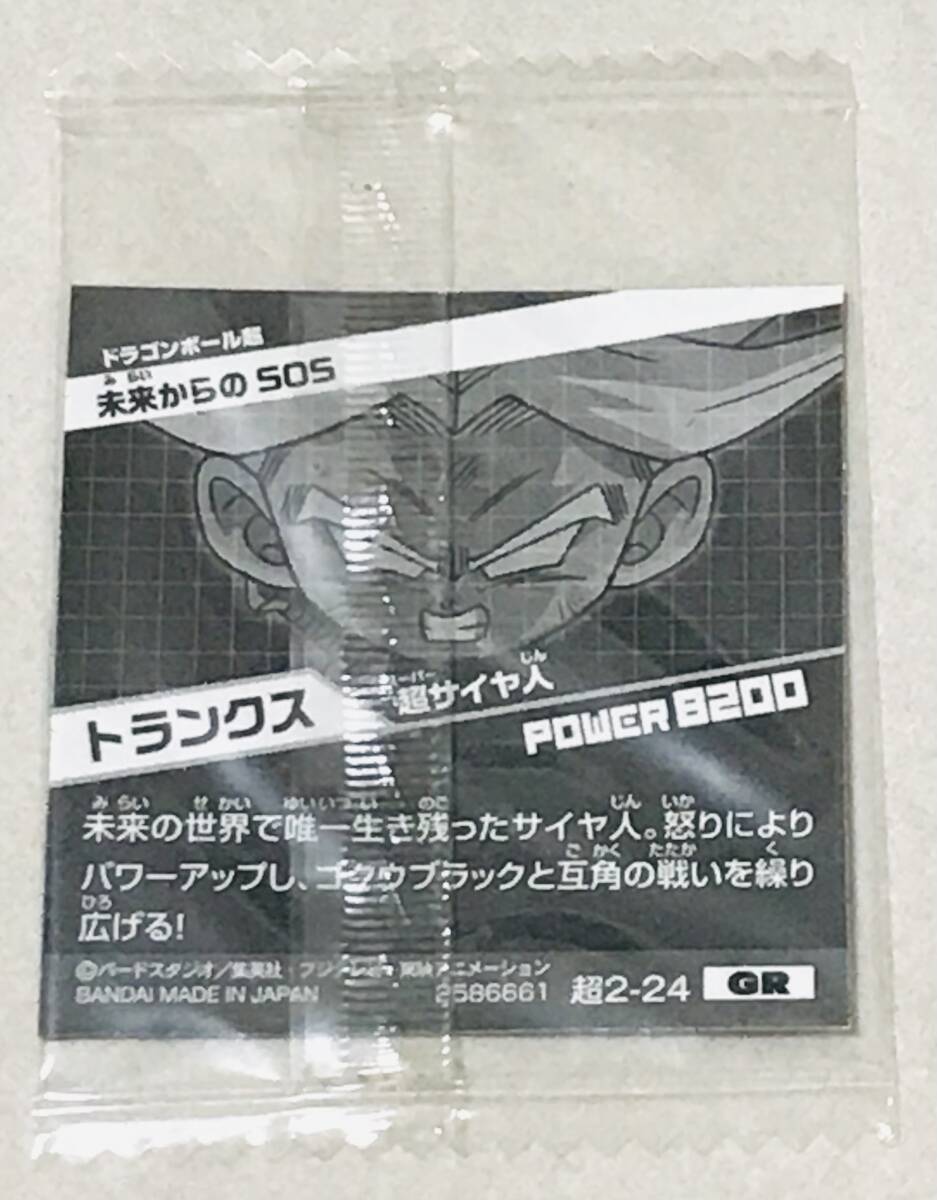 ドラゴンボール超
未来からのSOS
トランクス
超サイヤ人
POWER 8200
未来の世界で唯一生き残ったサイヤ人。怒りにより
パワーアップし、ゴクウブラックと互角の戦いを繰り
広げる!
©バードスタジオ/集英社・フジテレビ・東映アニメーション
BANDAI MADE IN JAPAN 2586661 超2-24 GR